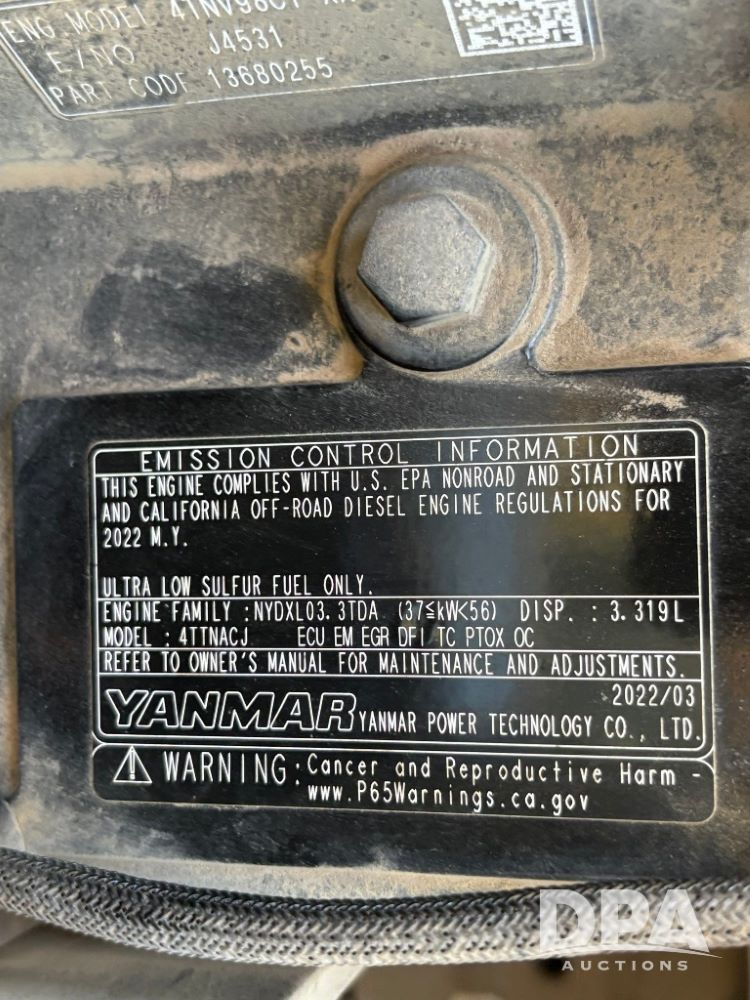 ENG.MODEL 4TNV98CT-
E/NO J4531
PART CODE 13680255
EMISSION CONTROL INFORMATION
THIS ENGINE COMPLIES WITH U.S. EPA NONROAD AND STATIONARY
AND CALIFORNIA OFF-ROAD DIESEL ENGINE REGULATIONS FOR
2022 M.Y.
ULTRA LOW SULFUR FUEL ONLY.
ENGINE FAMILY : NYDXL03.3TDA (37≦kW<56) DISP. : 3.319L
MODEL : 4TTNACJ ECU EM EGR DFI TC PTOX OC
REFER TO OWNER'S MANUAL FOR MAINTENANCE AND ADJUSTMENTS.
2022/03
YANMAR YANMAR POWER TECHNOLOGY CO., LTD.
⚠ WARNING: Cancer and Reproductive Harm -
www.P65Warnings.ca.gov
DPA
AUCTIONS